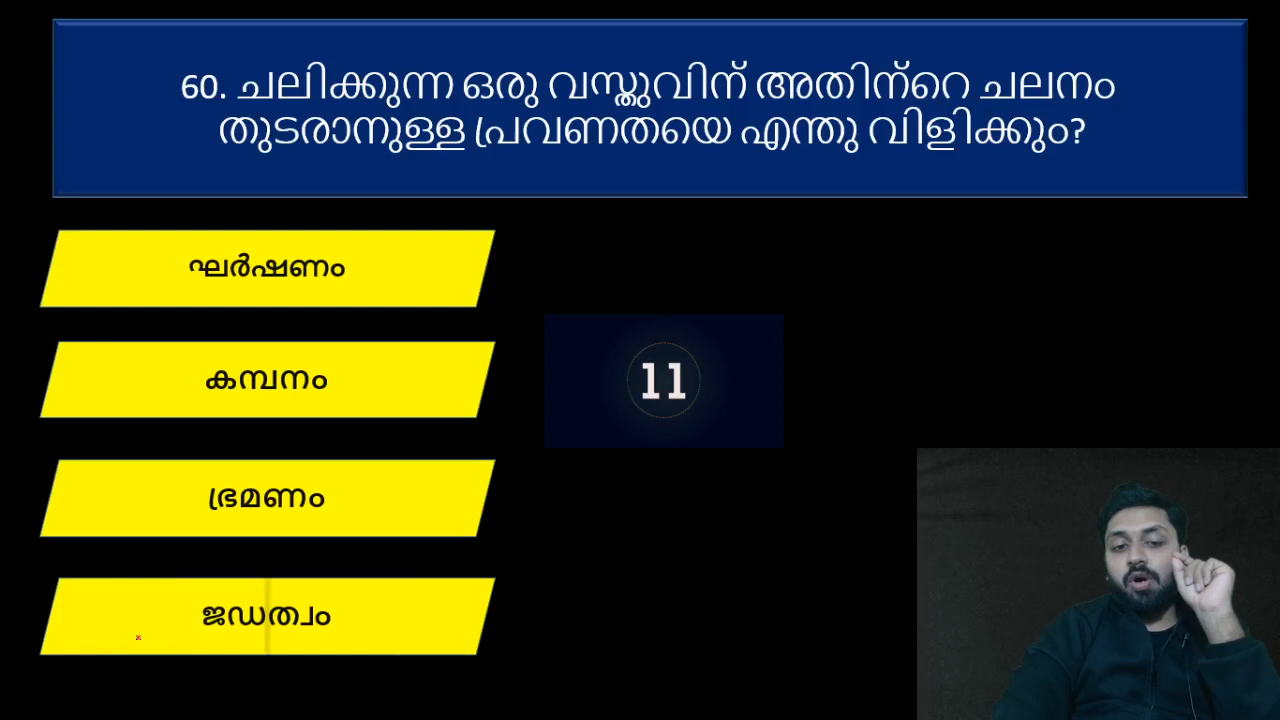 60. ചലിക്കുന്ന ഒരു വസ്തുവിന് അതിന്റെ ചലനം
തുടരാനുള്ള പ്രവണതയെ എന്തു വിളിക്കും?
ഘർഷണം
കമ്പനം
11
ഭ്രമണം
ജഡത്വം